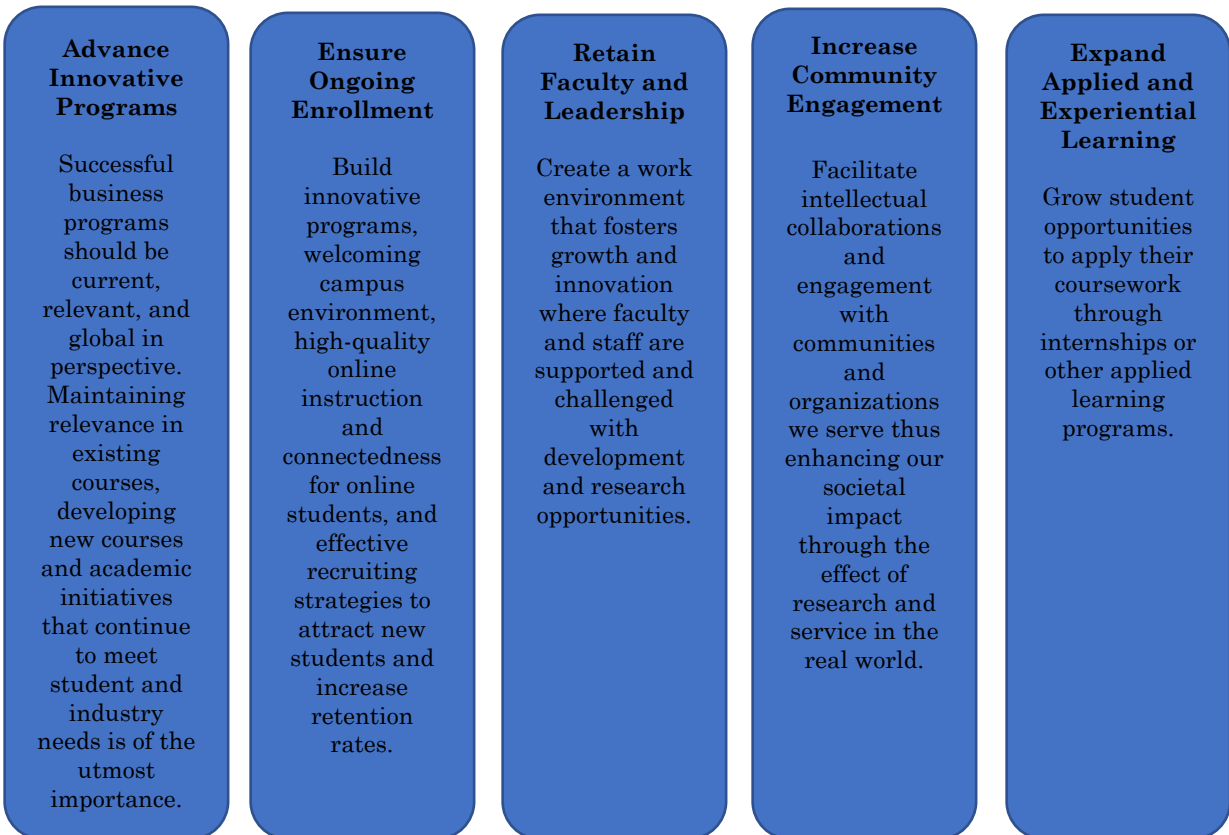 Advance
Innovative
Programs
Successful
business
programs
should be
current,
relevant, and
global in
perspective.
Maintaining
relevance in
existing
courses,
developing
new courses
and academic
initiatives
that continue
to meet
student and
industry
needs is of the
utmost
importance.
Ensure
Ongoing
Enrollment
Build
innovative
programs,
welcoming
campus
environment,
high-quality
online
instruction
and
connectedness
for online
students, and
effective
recruiting
strategies to
attract new
students and
increase
retention
rates.
Retain
Faculty and
Leadership
Create a work
environment
that fosters
growth and
innovation
where faculty
and staff are
supported and
challenged
with
development
and research
opportunities.
Increase
Community
Engagement
Facilitate
intellectual
collaborations
and
engagement
with
communities
and
organizations
we serve thus
enhancing our
societal
impact
through the
effect of
research and
service in the
real world.
Expand
Applied and
Experiential
Learning
Grow student
opportunities
to apply their
coursework
through
internships or
other applied
learning
programs.